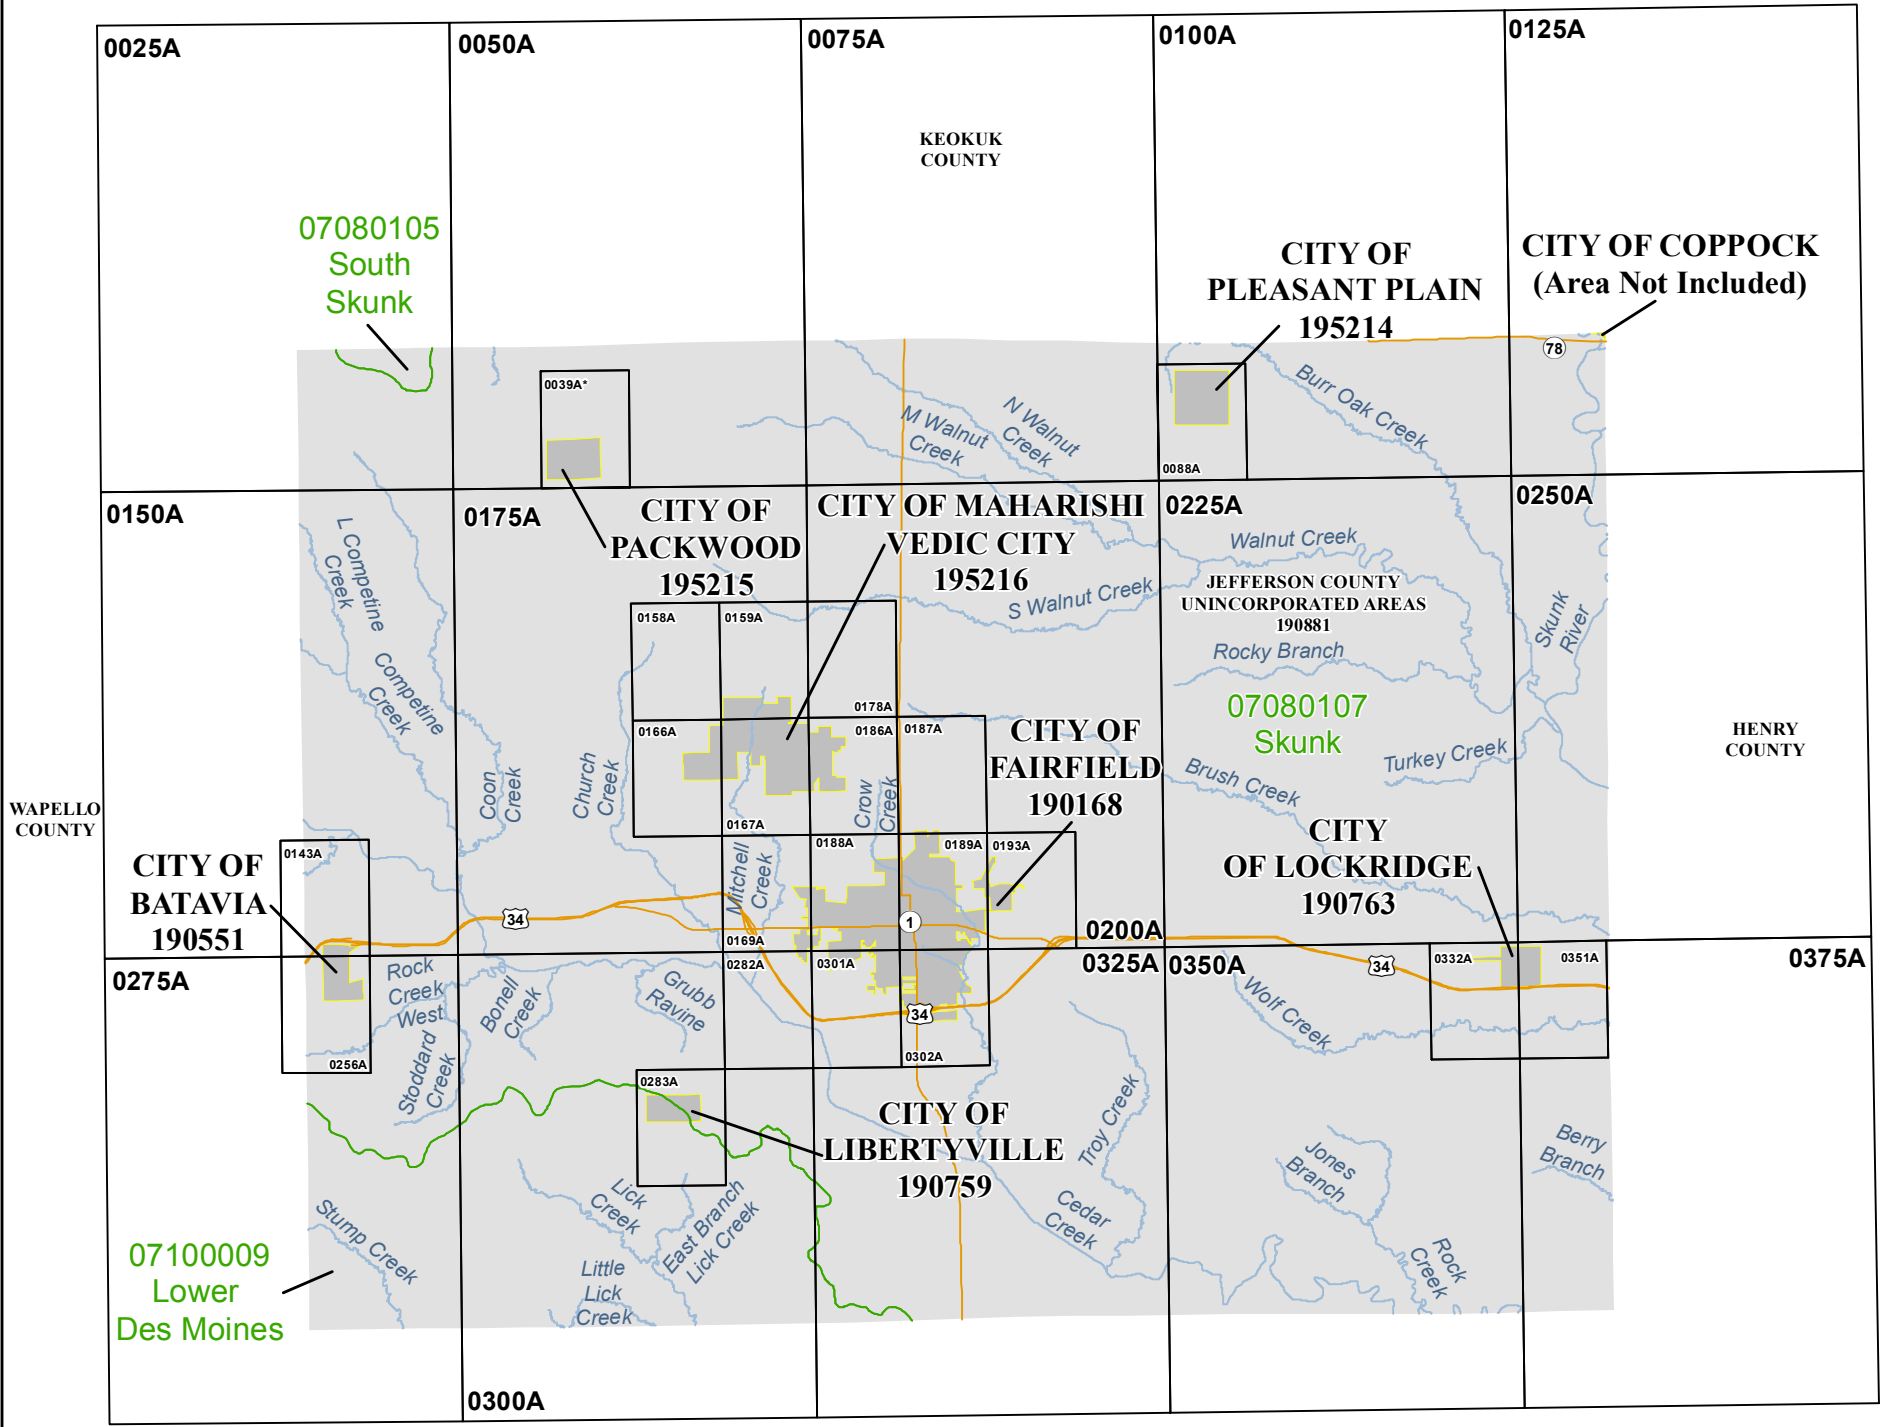 0025A
0050A
0075A
0100A
0125A
KEOKUK
COUNTY
07080105
South
Skunk
CITY OF
PLEASANT PLAIN
195214
CITY OF COPPOCK
(Area Not Included)
78
0039A*
0088A
M Walnut
Creek
N Walnut
Creek
Burr Oak Creek
0150A
0175A
CITY OF
PACKWOOD
195215
CITY OF MAHARISHI
VEDIC CITY
195216
0225A
0250A
Walnut Creek
JEFFERSON COUNTY
UNINCORPORATED AREAS
190881
S Walnut Creek
Rocky Branch
Skunk
River
L Competine
Creek
Competine
Creek
0158A
0159A
0178A
0166A
0186A
0187A
0167A
07080107
Skunk
HENRY
COUNTY
CITY OF
FAIRFIELD
190168
Turkey Creek
Brush Creek
Coon
Creek
Church
Creek
Crow
Creek
WAPELLO
COUNTY
CITY OF
BATAVIA
190551
0143A
Mitchell
Creek
0188A
0189A
0193A
CITY
OF LOCKRIDGE
190763
34
1
0169A
0200A
0275A
Rock
Creek
West
Bonell
Creek
Grubb
Ravine
0282A
0301A
0325A
0350A
34
0332A
0351A
0375A
Wolf Creek
34
0302A
0256A
Stoddard
Creek
0283A
CITY OF
LIBERTYVILLE
190759
Troy Creek
Jones
Branch
Berry
Branch
Stump Creek
Lick
Creek
East Branch
Lick Creek
Cedar
Creek
Rock
Creek
07100009
Lower
Des Moines
Little
Lick
Creek
0300A